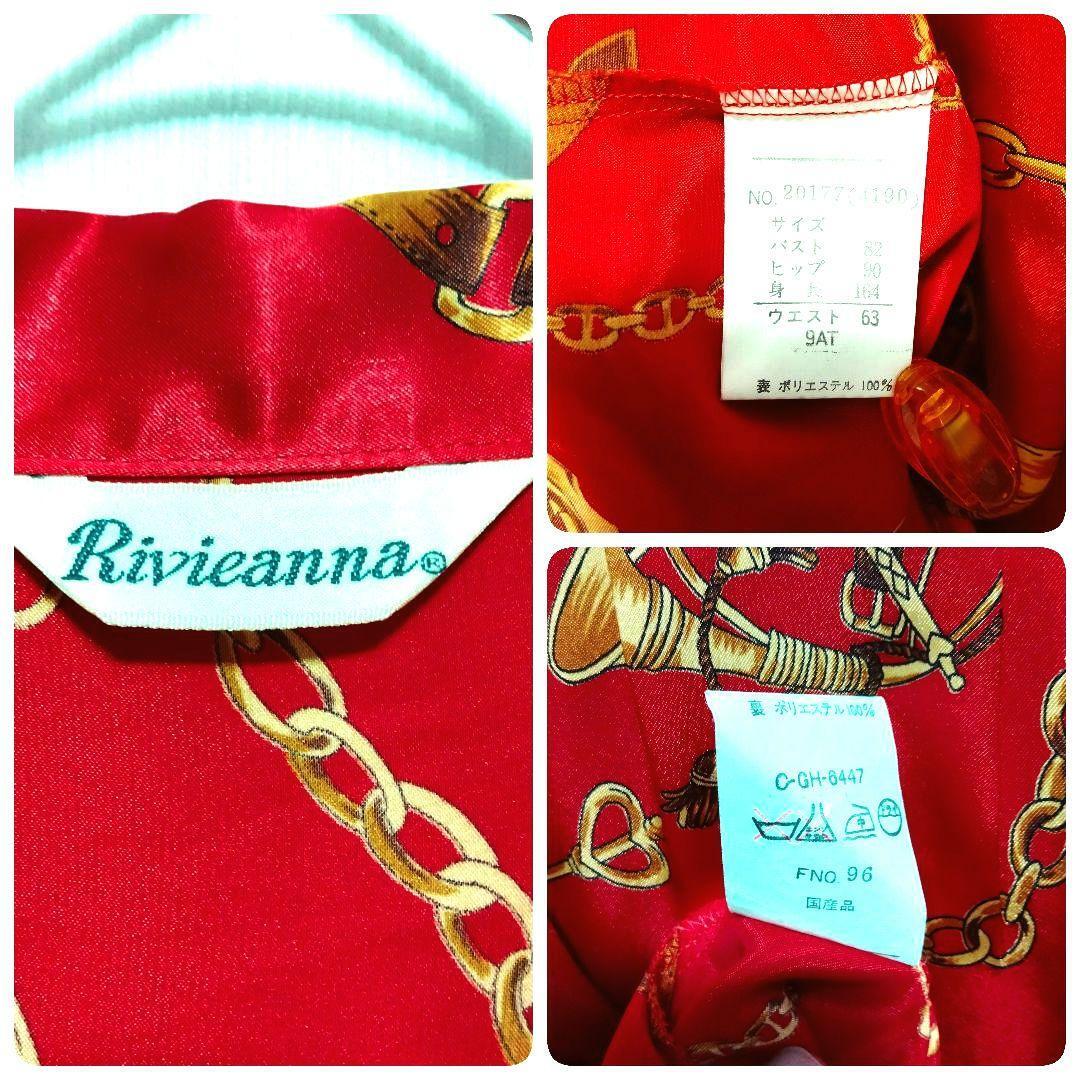 Rivieanna®
NO. 20177(4190)
サイズ
バスト 82
ヒップ 90
身長 164
ウエスト 63
9AT
表 ポリエステル 100%
裏 ポリエステル 100%
C-GH-6447
FNO. 96
国産品